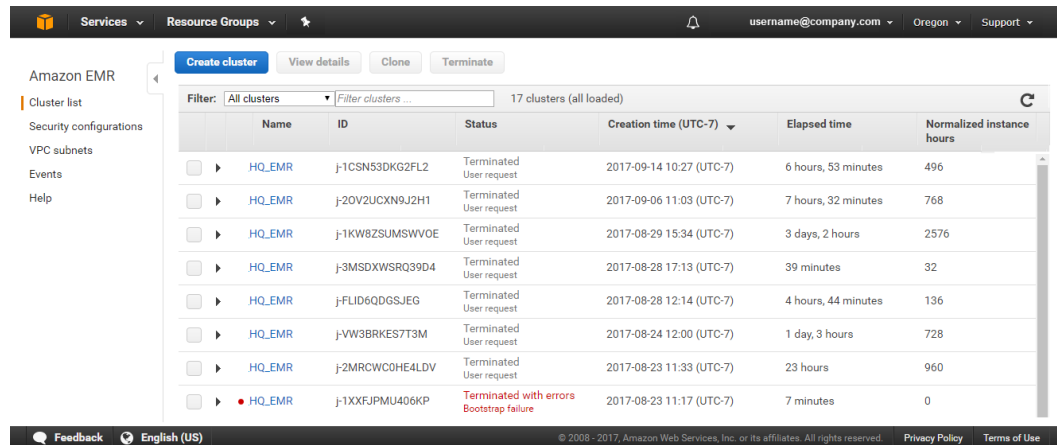 Services Resource Groups username@company.com Oregon Support
Amazon EMR
Cluster list
Security configurations
VPC subnets
Events
Help
Create cluster View details Clone Terminate
Filter: All clusters Filter clusters ... 17 clusters (all loaded)
Name ID Status Creation time (UTC-7) Elapsed time Normalized instance
hours
HQ_EMR j-1CSN53DKG2FL2 Terminated 2017-09-14 10:27 (UTC-7) 6 hours, 53 minutes 496
User request
HQ_EMR j-2OV2UCXN9J2H1 Terminated 2017-09-06 11:03 (UTC-7) 7 hours, 32 minutes 768
User request
HQ_EMR j-1KW8ZSUMSWVOE Terminated 2017-08-29 15:34 (UTC-7) 3 days, 2 hours 2576
User request
HQ_EMR j-3MSDXWSRQ39D4 Terminated 2017-08-28 17:13 (UTC-7) 39 minutes 32
User request
HQ_EMR j-FLID6QDGSJEG Terminated 2017-08-28 12:14 (UTC-7) 4 hours, 44 minutes 136
User request
HQ_EMR j-VW3BRKES7T3M Terminated 2017-08-24 12:00 (UTC-7) 1 day, 3 hours 728
User request
HQ_EMR j-2MRCWC0HE4LDV Terminated 2017-08-23 11:33 (UTC-7) 23 hours 960
User request
HQ_EMR j-1XXFJPMU406KP Terminated with errors 2017-08-23 11:17 (UTC-7) 7 minutes 0
Bootstrap failure
Feedback English (US) © 2008 - 2017, Amazon Web Services, Inc. or its affiliates. All rights reserved. Privacy Policy Terms of Use